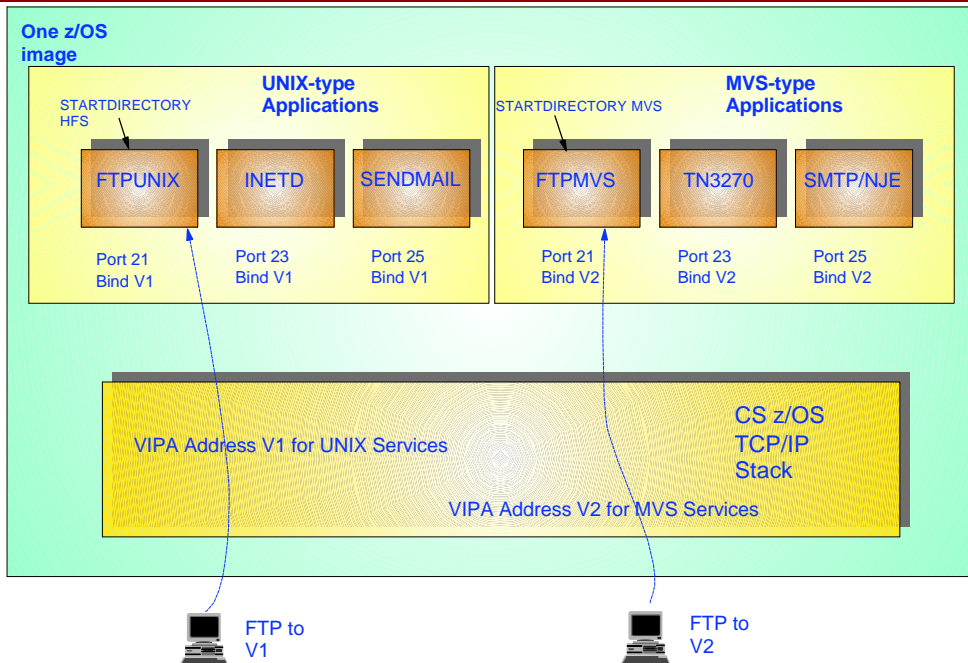 One z/OS
image
UNIX-type
Applications
STARTDIRECTORY
HFS
FTPUNIX
INETD
SENDMAIL
Port 21
Bind V1
Port 23
Bind V1
Port 25
Bind V1
MVS-type
Applications
STARTDIRECTORY MVS
FTPMVS
TN3270
SMTP/NJE
Port 21
Bind V2
Port 23
Bind V2
Port 25
Bind V2
CS z/OS
TCP/IP
Stack
VIPA Address V1 for UNIX Services
VIPA Address V2 for MVS Services
FTP to
V1
FTP to
V2